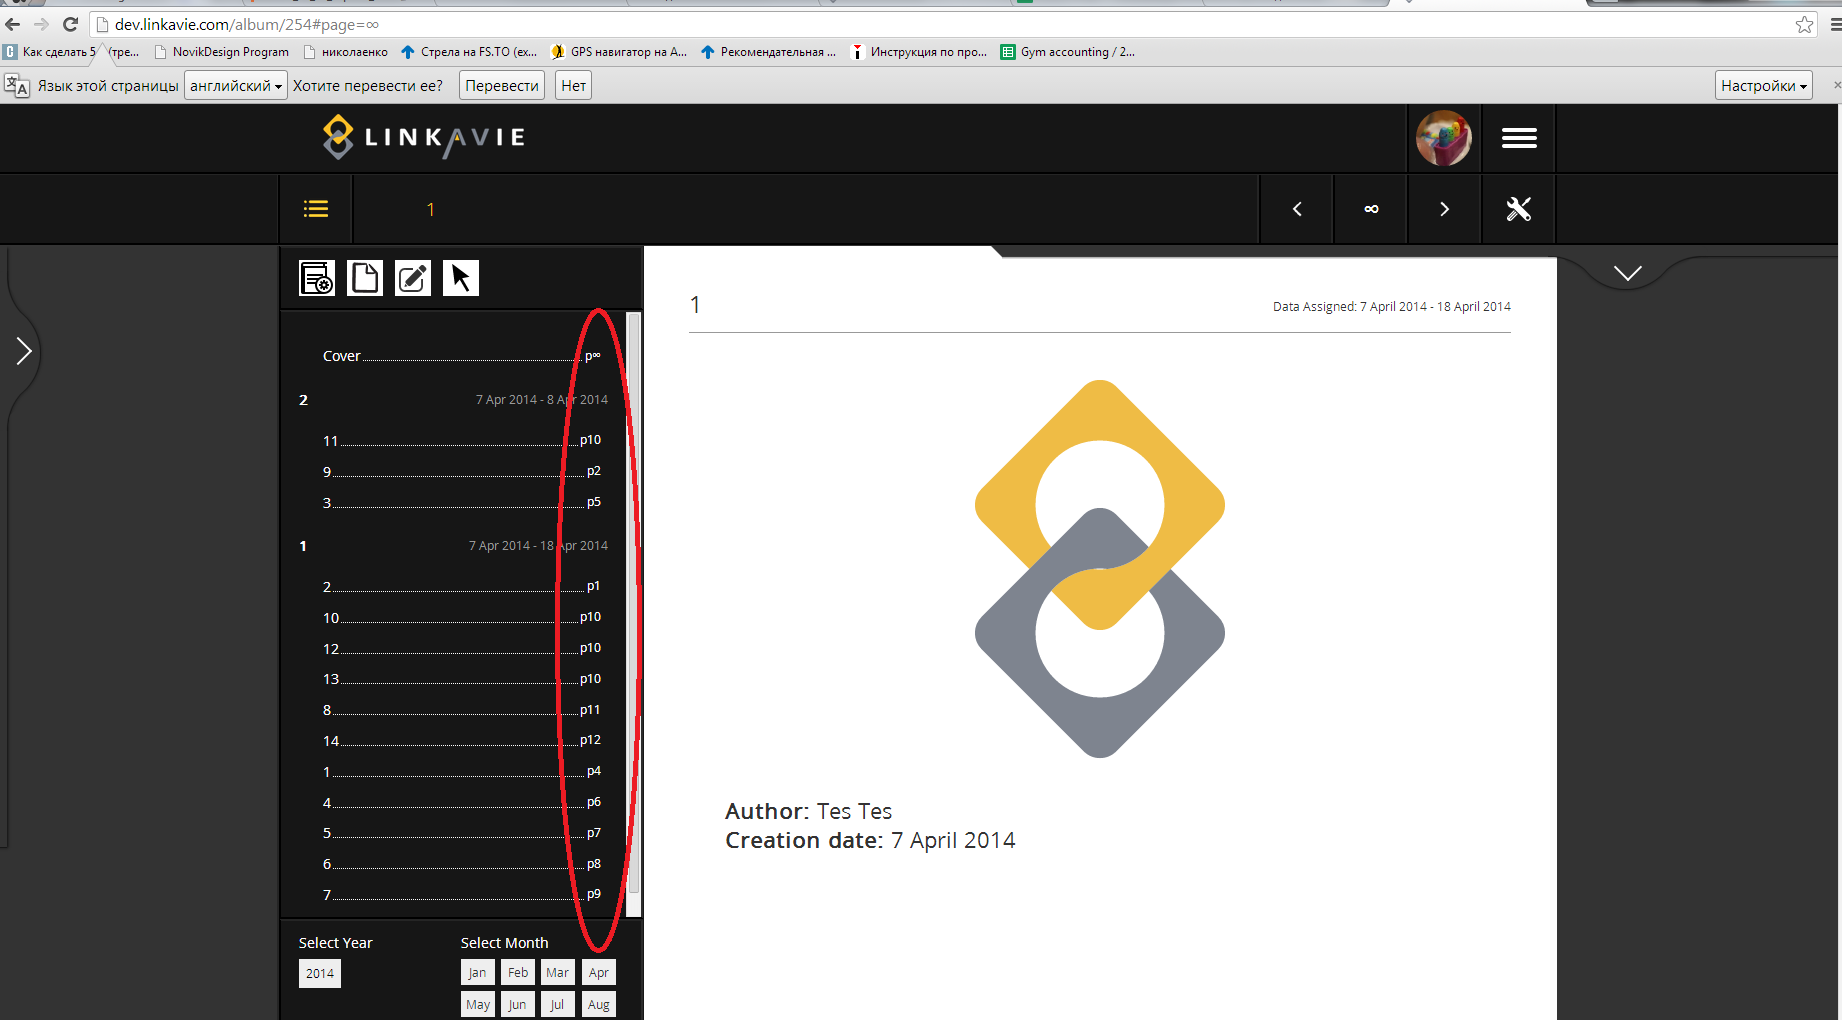 dev.linkavie.com/album/254#page=∞
Как сделать 5 (тре...
NovikDesign Program
николаенко
Стрела на FS.TO (ex...
GPS навигатор на A...
Рекомендательная ...
Инструкция по про...
Gym accounting / 2...
Язык этой страницы английский Хотите перевести ее? Перевести Нет Настройки
LINKAVIE
1
∞
Cover p∞
2 7 Apr 2014 - 8 Apr 2014
11 p10
9 p2
3 p5
1 7 Apr 2014 - 18 Apr 2014
2 p1
10 p10
12 p10
13 p10
8 p11
14 p12
1 p4
4 p6
5 p7
6 p8
7 p9
Select Year
2014
Select Month
Jan Feb Mar Apr
May Jun Jul Aug
1 Data Assigned: 7 April 2014 - 18 April 2014
Author: Tes Tes
Creation date: 7 April 2014